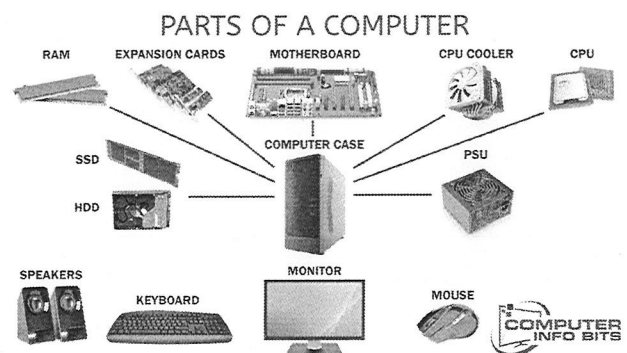 PARTS OF A COMPUTER
RAM
EXPANSION CARDS
MOTHERBOARD
CPU COOLER
CPU
COMPUTER CASE
SSD
PSU
HDD
SPEAKERS
KEYBOARD
MONITOR
MOUSE
COMPUTER
INFO BITS